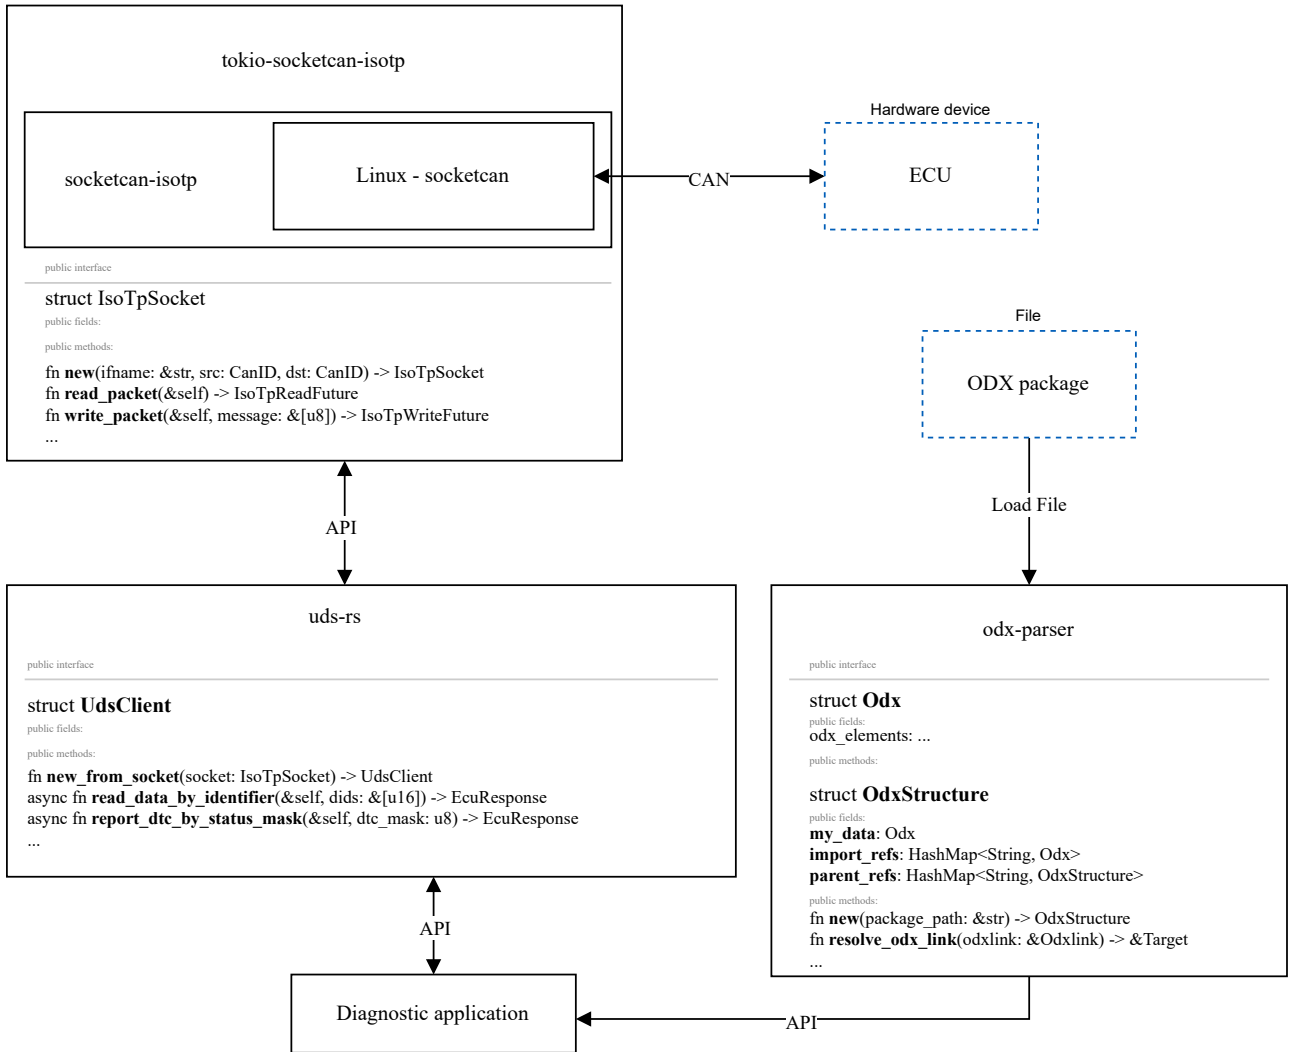 tokio-socketcan-isotp
socketcan-isotp
Linux - socketcan
CAN
Hardware device
ECU
public interface
struct IsoTpSocket
public fields:
public methods:
fn new(ifname: &str, src: CanID, dst: CanID) -> IsoTpSocket
fn read_packet(&self) -> IsoTpReadFuture
fn write_packet(&self, message: &[u8]) -> IsoTpWriteFuture
...
File
ODX package
Load File
API
uds-rs
public interface
struct UdsClient
public fields:
public methods:
fn new_from_socket(socket: IsoTpSocket) -> UdsClient
async fn read_data_by_identifier(&self, dids: &[u16]) -> EcuResponse
async fn report_dtc_by_status_mask(&self, dtc_mask: u8) -> EcuResponse
...
odx-parser
public interface
struct Odx
public fields:
odx_elements: ...
public methods:
struct OdxStructure
public fields:
my_data: Odx
import_refs: HashMap<String, Odx>
parent_refs: HashMap<String, OdxStructure>
public methods:
fn new(package_path: &str) -> OdxStructure
fn resolve_odx_link(odxlink: &Odxlink) -> &Target
...
API
Diagnostic application
API